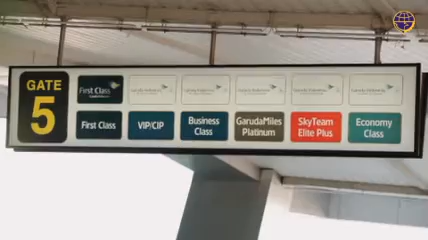 GATE
5
First Class
First Class
VIP/CIP
Business
Class
GarudaMiles
Platinum
SkyTeam
Elite Plus
Economy
Class